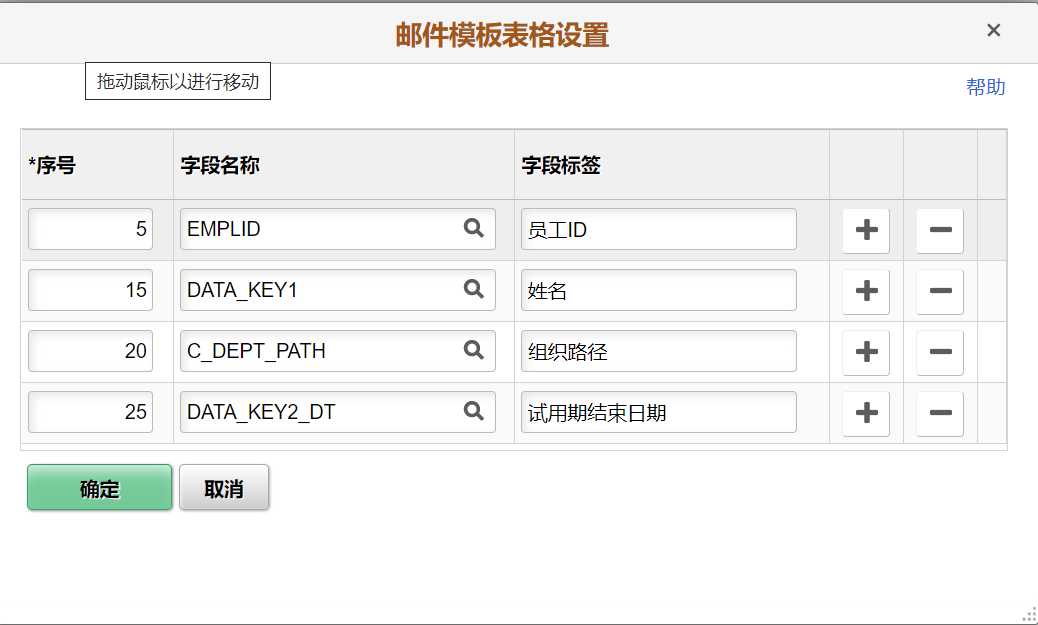 邮件模板表格设置
拖动鼠标以进行移动
帮助
*序号 字段名称 字段标签
5 EMPLID 员工ID
15 DATA_KEY1 姓名
20 C_DEPT_PATH 组织路径
25 DATA_KEY2_DT 试用期结束日期
确定 取消